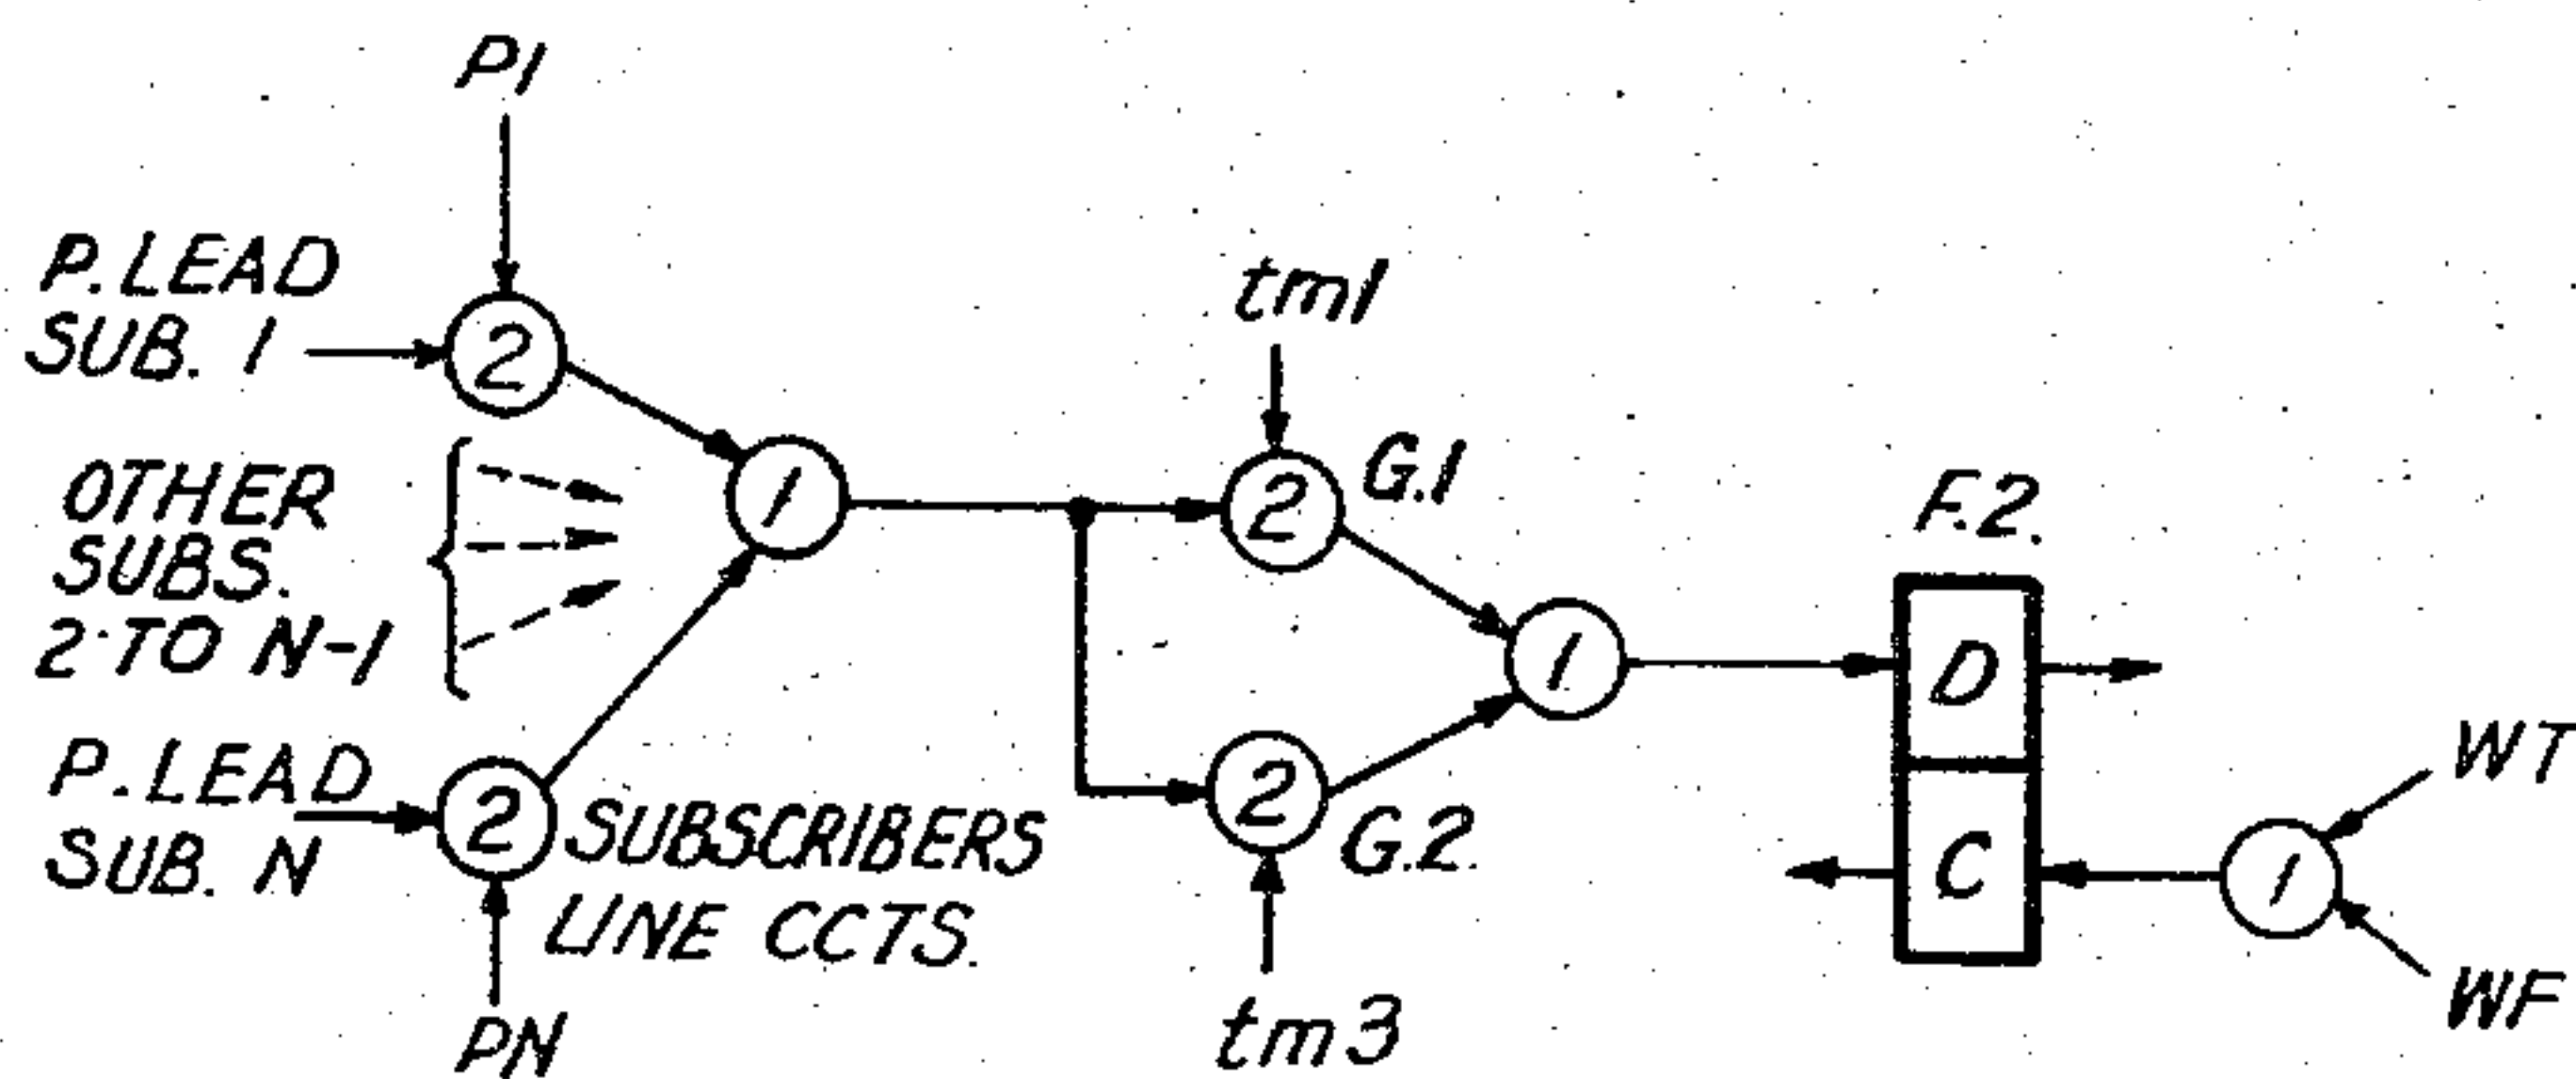 P1
P. LEAD
SUB. 1
2
OTHER
SUBS.
2 TO N-1
1
P. LEAD
SUB. N
2
SUBSCRIBERS
LINE CCTS.
PN
tm1
2
G.1
2
G.2.
tm3
1
F.2.
D
C
1
WT
WF